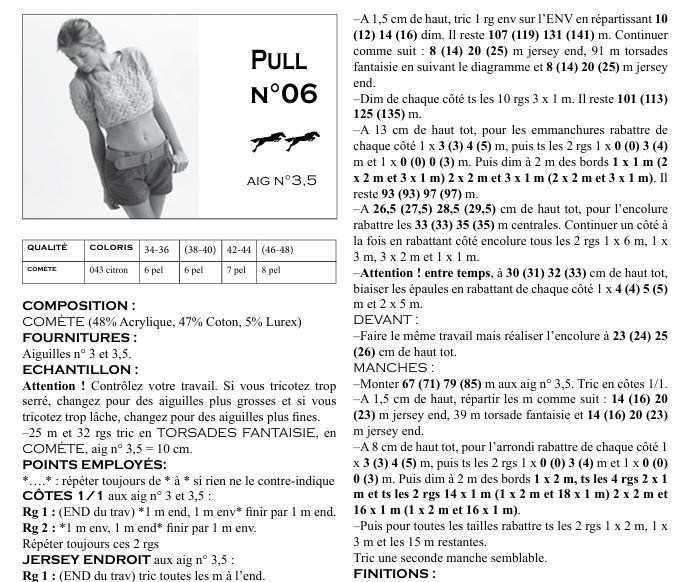 PULL
N°06
AIG N°3,5
QUALITÉ COLORIS 34-36 (38-40) 42-44 (46-48)
COMÈTE 043 citron 6 pel 6 pel 7 pel 8 pel
COMPOSITION :
COMÈTE (48% Acrylique, 47% Coton, 5% Lurex)
FOURNITURES :
Aiguilles n° 3 et 3,5.
ECHANTILLON :
Attention ! Contrôlez votre travail. Si vous tricotez trop
serré, changez pour des aiguilles plus grosses et si vous
tricotez trop lâche, changez pour des aiguilles plus fines.
–25 m et 32 rgs tric en TORSADES FANTAISIE, en
COMÈTE, aig n° 3,5 = 10 cm.
POINTS EMPLOYÉS:
*….* : répéter toujours de * à * si rien ne le contre-indique
CÔTES 1/1 aux aig n° 3 et 3,5 :
Rg 1 : (END du trav) *1 m end, 1 m env* finir par 1 m end.
Rg 2 : *1 m env, 1 m end* finir par 1 m env.
Répéter toujours ces 2 rgs
JERSEY ENDROIT aux aig n° 3,5 :
Rg 1 : (END du trav) tric toutes les m à l’end.
–A 1,5 cm de haut, tric 1 rg env sur l’ENV en répartissant 10
(12) 14 (16) dim. Il reste 107 (119) 131 (141) m. Continuer
comme suit : 8 (14) 20 (25) m jersey end, 91 m torsades
fantaisie en suivant le diagramme et 8 (14) 20 (25) m jersey
end.
–Dim de chaque côté ts les 10 rgs 3 x 1 m. Il reste 101 (113)
125 (135) m.
–A 13 cm de haut tot, pour les emmanchures rabattre de
chaque côté 1 x 3 (3) 4 (5) m, puis ts les 2 rgs 1 x 0 (0) 3 (4)
m et 1 x 0 (0) 0 (3) m. Puis dim à 2 m des bords 1 x 1 m (2
x 2 m et 3 x 1 m) 2 x 2 m et 3 x 1 m (2 x 2 m et 3 x 1 m). Il
reste 93 (93) 97 (97) m.
–A 26,5 (27,5) 28,5 (29,5) cm de haut tot, pour l’encolure
rabattre les 33 (33) 35 (35) m centrales. Continuer un côté à
la fois en rabattant côté encolure tous les 2 rgs 1 x 6 m, 1 x
3 m, 3 x 2 m et 1 x 1 m.
–Attention ! entre temps, à 30 (31) 32 (33) cm de haut tot,
biaiser les épaules en rabattant de chaque côté 1 x 4 (4) 5 (5)
m et 2 x 5 m.
DEVANT :
–Faire le même travail mais réaliser l’encolure à 23 (24) 25
(26) cm de haut tot.
MANCHES :
–Monter 67 (71) 79 (85) m aux aig n° 3,5. Tric en côtes 1/1.
–A 1,5 cm de haut, répartir les m comme suit : 14 (16) 20
(23) m jersey end, 39 m torsade fantaisie et 14 (16) 20 (23)
m jersey end.
–A 8 cm de haut tot, pour l’arrondi rabattre de chaque côté 1
x 3 (3) 4 (5) m, puis ts les 2 rgs 1 x 0 (0) 3 (4) m et 1 x 0 (0)
0 (3) m. Puis dim à 2 m des bords 1 x 2 m, ts les 4 rgs 2 x 1
m et ts les 2 rgs 14 x 1 m (1 x 2 m et 18 x 1 m) 2 x 2 m et
16 x 1 m (1 x 2 m et 16 x 1 m).
–Puis pour toutes les tailles rabattre ts les 2 rgs 1 x 2 m, 1 x
3 m et les 15 m restantes.
Tric une seconde manche semblable.
FINITIONS :